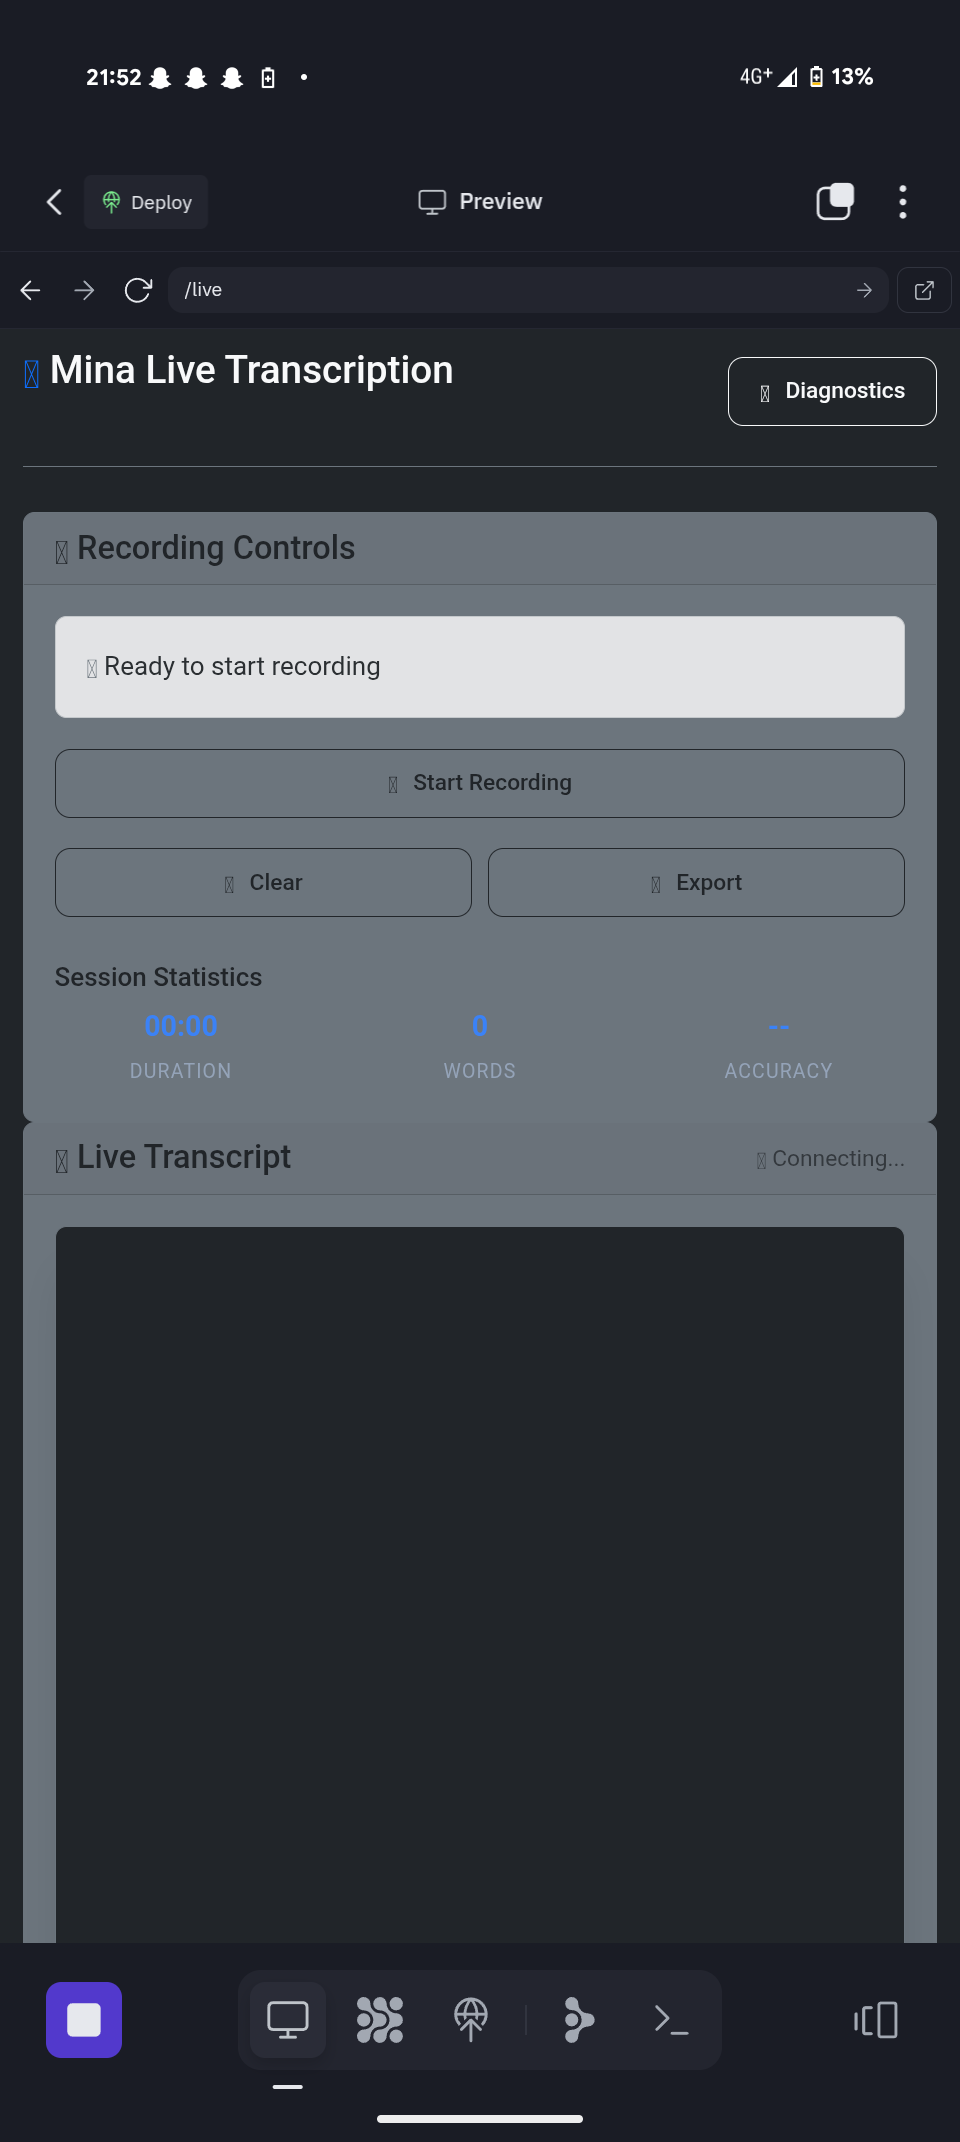 21:52
4G+ 13%
Deploy
Preview
/live
Mina Live Transcription
Diagnostics
Recording Controls
Ready to start recording
Start Recording
Clear
Export
Session Statistics
00:00 0 --
DURATION WORDS ACCURACY
Live Transcript
Connecting...